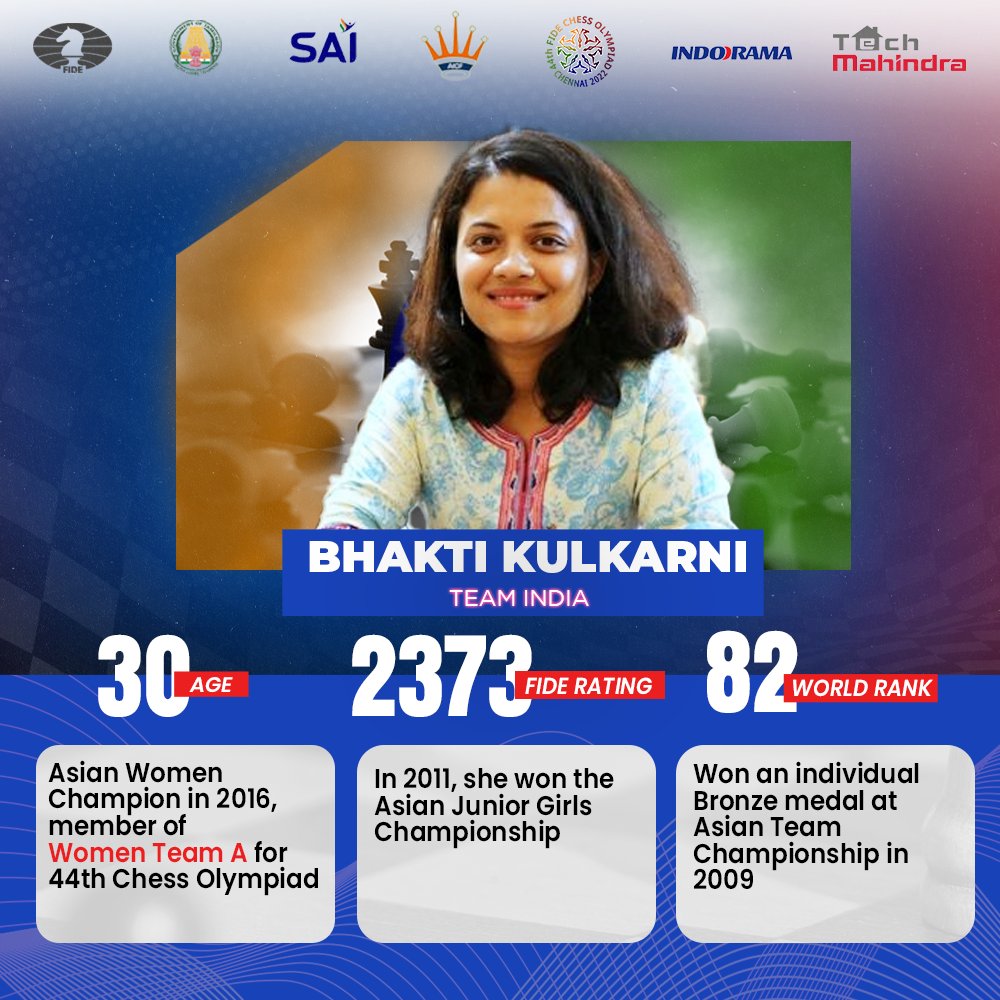 FIDE
SAI
AICF
44th FIDE CHESS OLYMPIAD
CHENNAI 2022
INDORAMA
Tech
Mahindra
BHAKTI KULKARNI
TEAM INDIA
30 AGE
2373 FIDE RATING
82 WORLD RANK
Asian Women
Champion in 2016,
member of
Women Team A for
44th Chess Olympiad
In 2011, she won the
Asian Junior Girls
Championship
Won an individual
Bronze medal at
Asian Team
Championship in
2009